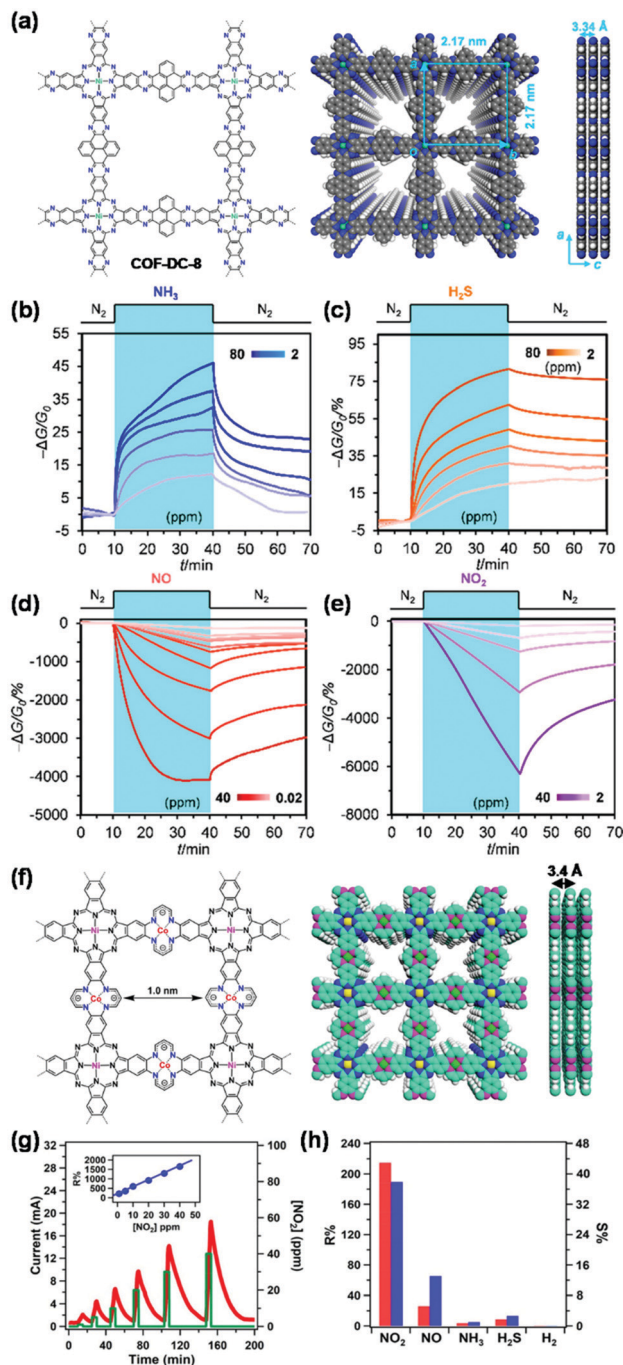 (a)
COF-DC-8
2.17 nm
2.17 nm
a
b
3.34 Å
a
c
(b)
NH3
N2
N2
80 2
(ppm)
-ΔG/G0/%
55
45
35
25
15
5
-5
0 10 20 30 40 50 60 70
t/min
(c)
H2S
N2
N2
80 2
(ppm)
-ΔG/G0/%
95
75
55
35
15
-5
0 10 20 30 40 50 60 70
t/min
(d)
NO
N2
N2
-ΔG/G0/%
0
-1000
-2000
-3000
-4000
-5000
(ppm)
40 0.02
0 10 20 30 40 50 60 70
t/min
(e)
NO2
N2
N2
-ΔG/G0/%
0
-2000
-4000
-6000
-8000
(ppm)
40 2
0 10 20 30 40 50 60 70
t/min
(f)
1.0 nm
3.4 Å
(g)
Current (mA)
32
28
24
20
16
12
8
4
0
R%
2000
1500
1000
500
0
0 10 20 30 40 50
[NO2] ppm
100
80
60
40
20
0
[NO2] (ppm)
0 40 80 120 160 200
Time (min)
(h)
R%
240
200
160
120
80
40
0
48
40
32
24
16
8
0
S%
NO2 NO NH3 H2S H2